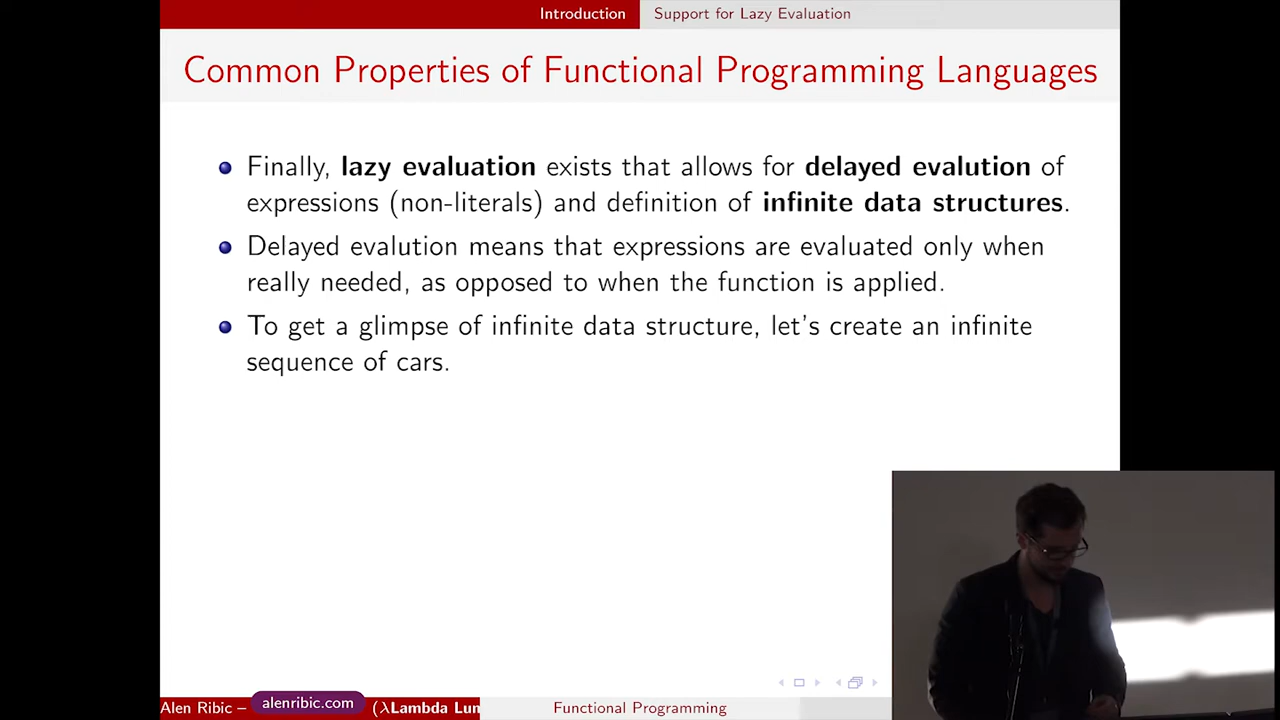 Introduction Support for Lazy Evaluation
Common Properties of Functional Programming Languages
Finally, lazy evaluation exists that allows for delayed evalution of
expressions (non-literals) and definition of infinite data structures.
Delayed evalution means that expressions are evaluated only when
really needed, as opposed to when the function is applied.
To get a glimpse of infinite data structure, let's create an infinite
sequence of cars.
Alen Ribic – alenribic.com (λLambda Lun Functional Programming